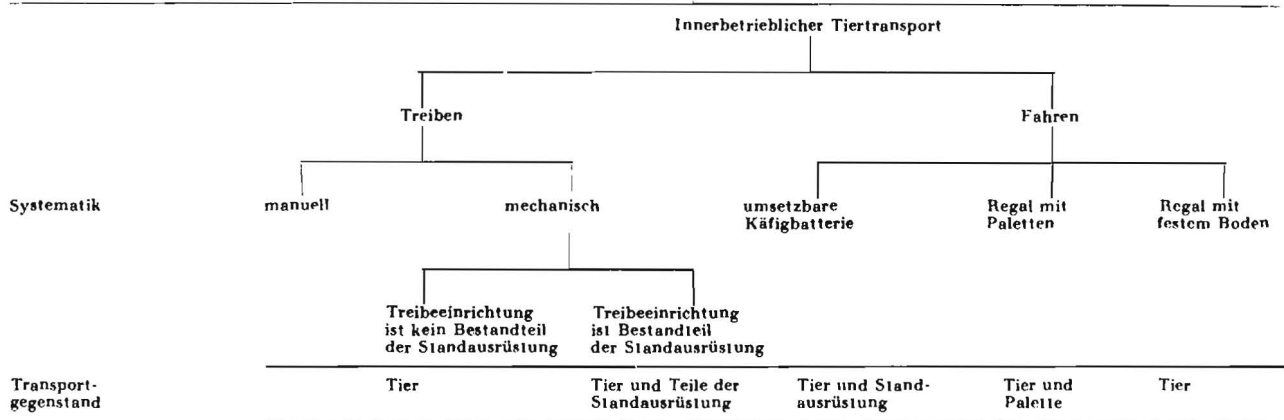 Innerbetrieblicher Tiertransport
Treiben
Fahren
Systematik
manuell
mechanisch
umsetzbare
Käfigbatterie
Regal mit
Paletten
Regal mit
festem Boden
Treibeeinrichtung
ist kein Bestandteil
der Standausrüstung
Treibeeinrichtung
ist Bestandteil
der Standausrüstung
Transport-
gegenstand
Tier
Tier und Teile der
Standausrüstung
Tier und Stand-
ausrüstung
Tier und
Palette
Tier